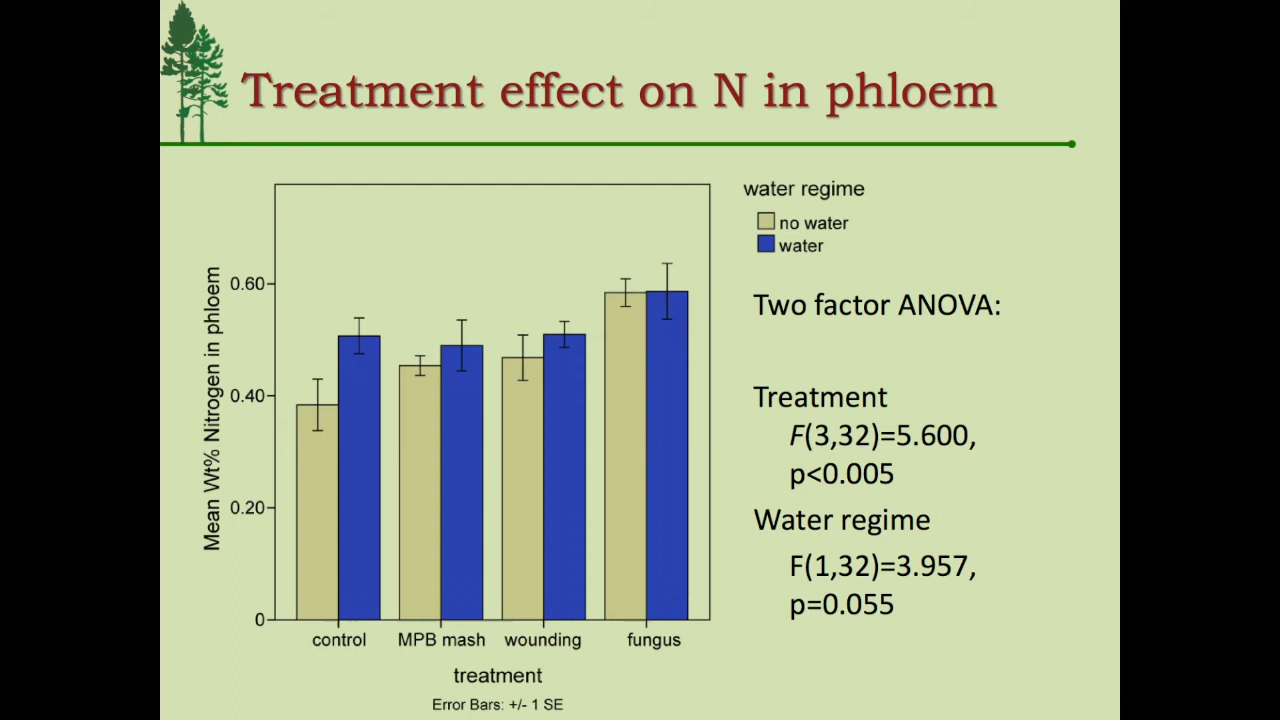 Treatment effect on N in phloem
water regime
no water
water
Mean Wt% Nitrogen in phloem
0.60
0.40
0.20
0
control MPB mash wounding fungus
treatment
Error Bars: +/- 1 SE
Two factor ANOVA:
Treatment
F(3,32)=5.600,
p<0.005
Water regime
F(1,32)=3.957,
p=0.055